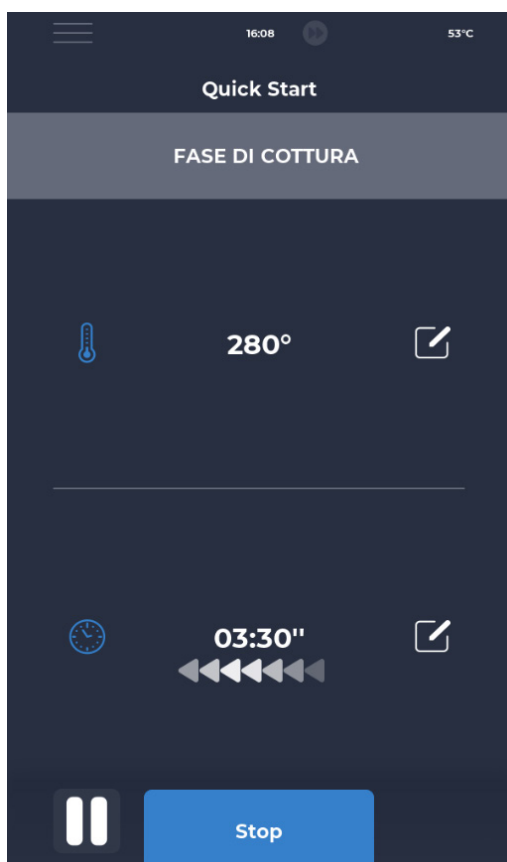 16:08
53°C
Quick Start
FASE DI COTTURA
280°
03:30''
Stop